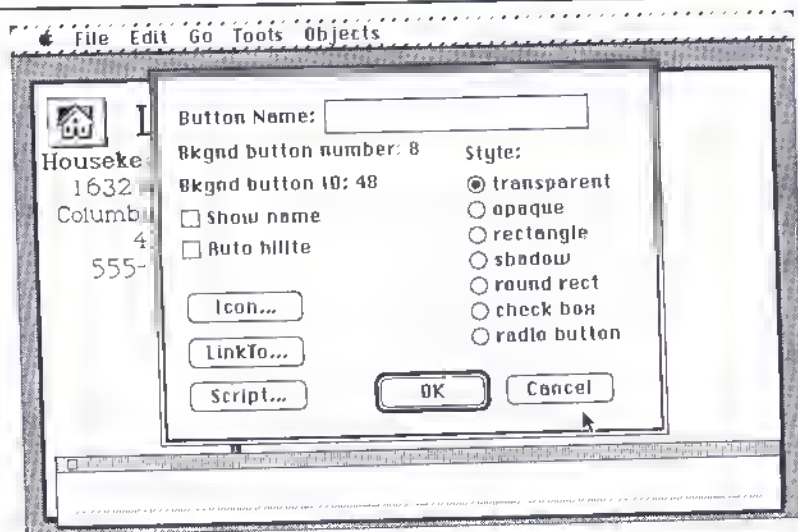 File Edit Go Tools Objects
L
Houseke
1632
Columbu
4
555-
Button Name:
Bkgnd button number: 8
Bkgnd button ID: 48
Show name
Auto hilite
Icon...
LinkTo...
Script...
Style:
transparent
opaque
rectangle
shadow
round rect
check box
radio button
OK
Cancel